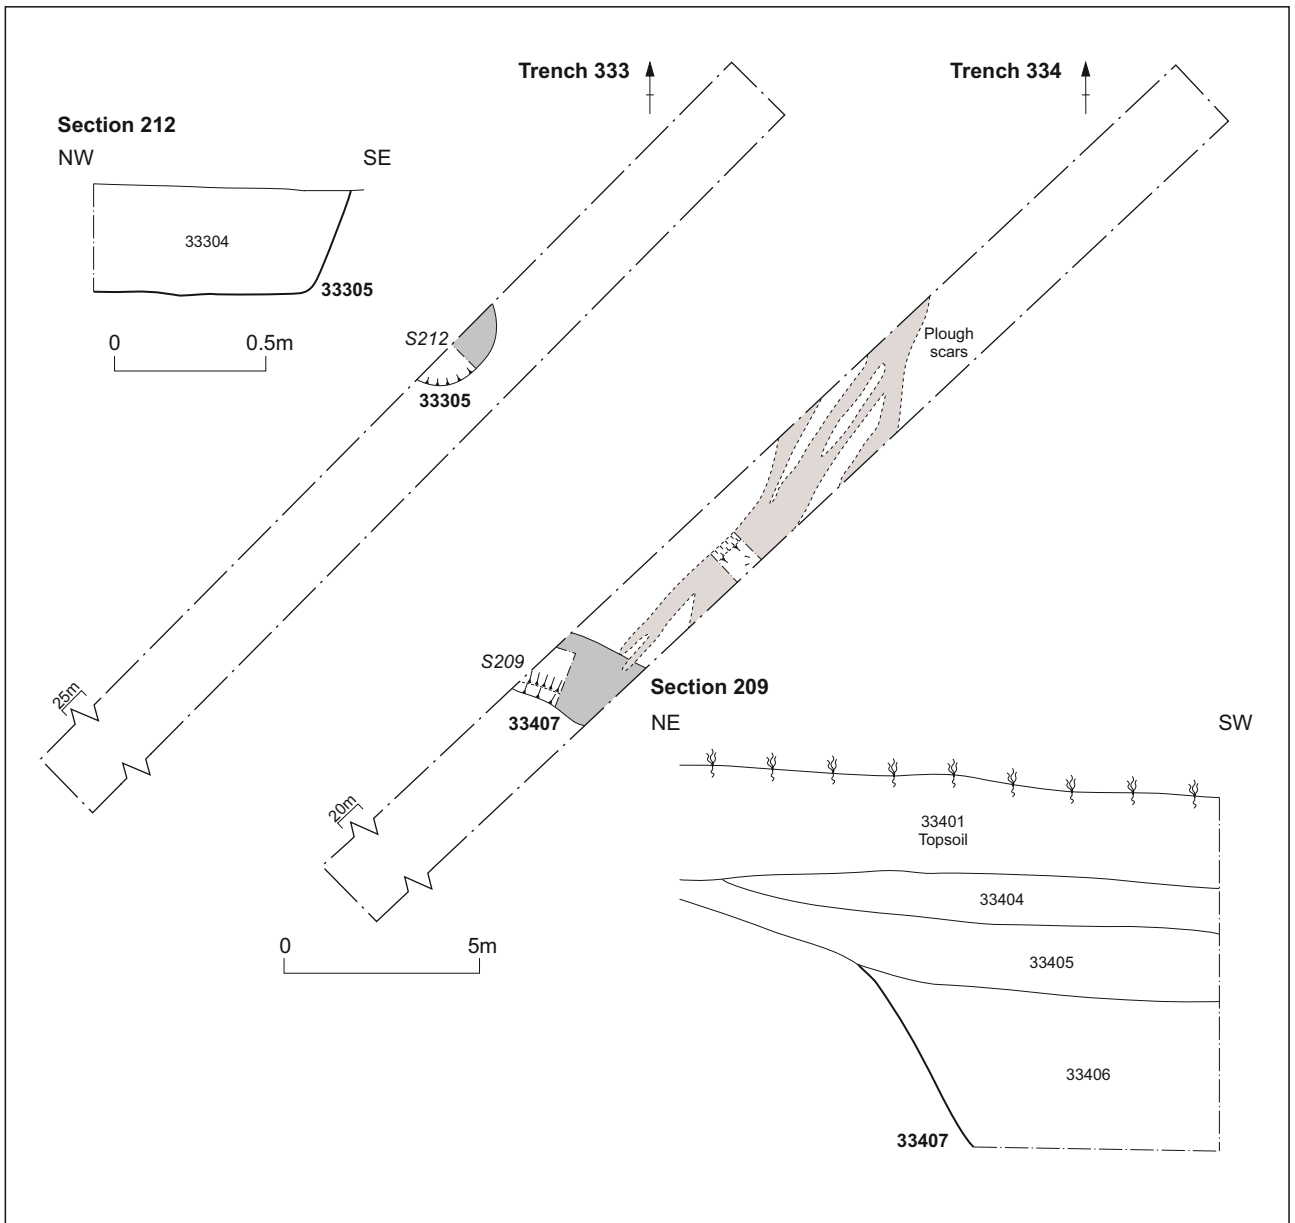 Trench 333
Trench 334
Section 212
NW
SE
33304
33305
0
0.5m
S212
33305
Plough
scars
25m
S209
33407
20m
0
5m
Section 209
NE
SW
33401
Topsoil
33404
33405
33406
33407